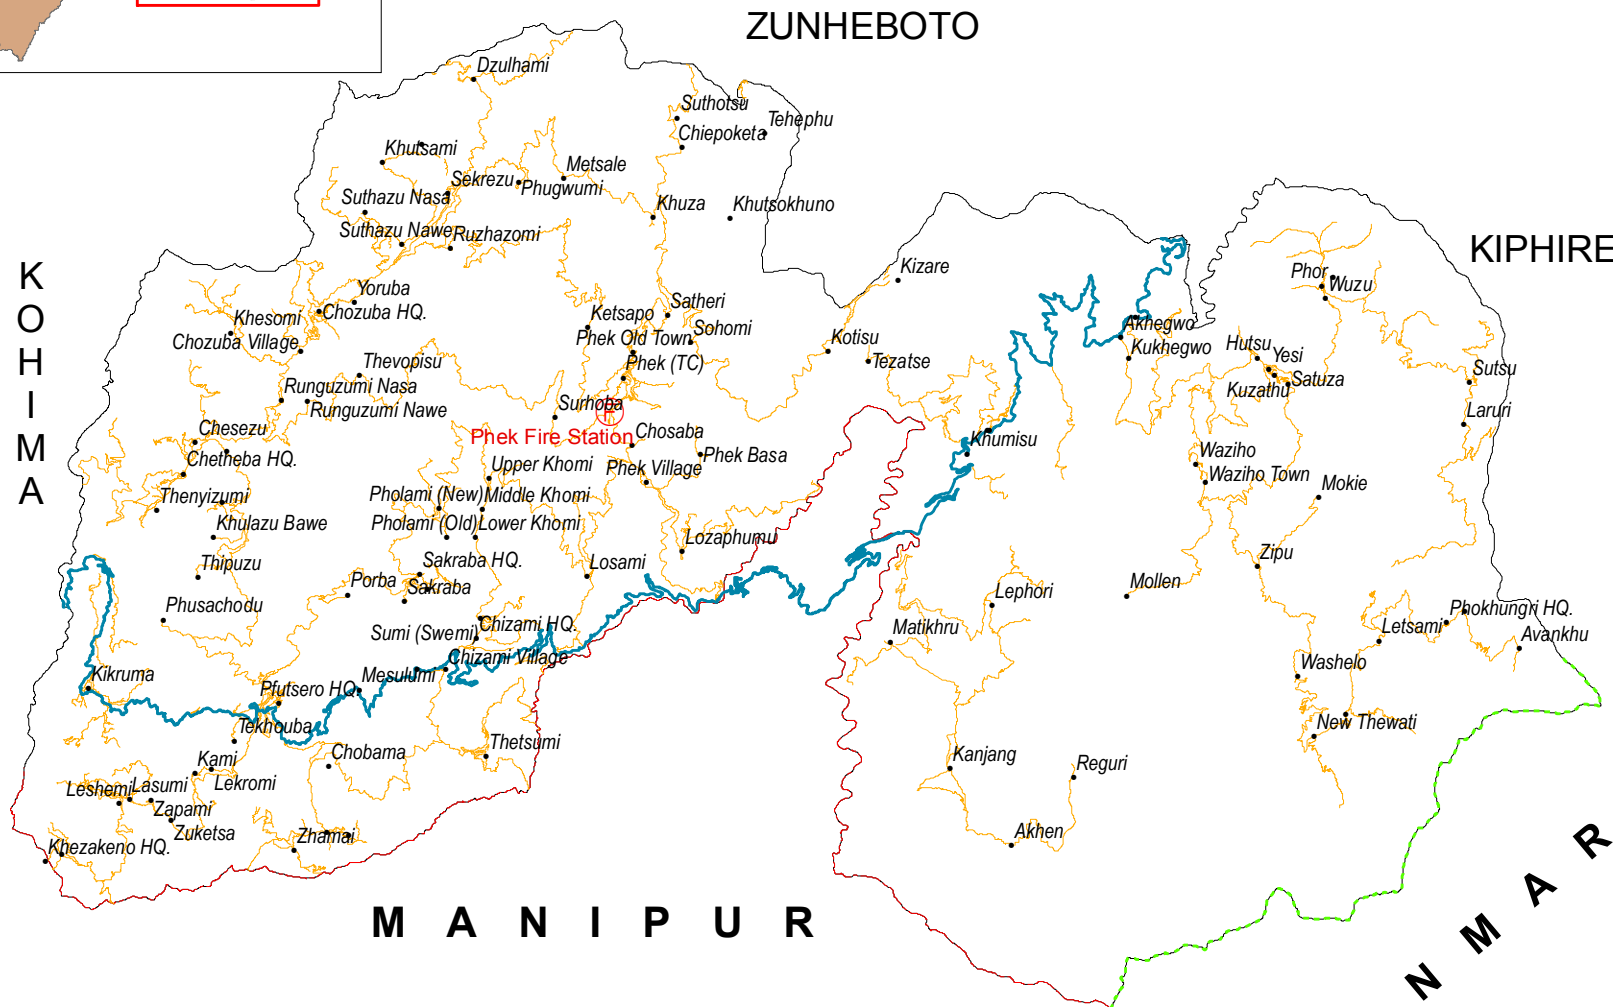 ZUNHEBOTO
Dzulhami
Suthotsu
Tehephu
Chiepoketa
Khutsami
Metsale
Sekrezu
Phugwumi
Suthazu Nasa
Khuza
Khutsokhuno
Suthazu Nawe
Ruzhazomi
KIPHIRE
KOHIMA
Kizare
Phor
Wuzu
Yoruba
Chozuba HQ.
Satheri
Ketsapo
Khesomi
Sohomi
Akhegwo
Chozuba Village
Phek Old Town
Kotisu
Kukhegwo
Hutsu
Yesi
Thevopisu
Phek (TC)
Tezatse
Sutsu
Satuza
Kuzathu
Runguzumi Nasa
Runguzumi Nawe
Surhoba
F
Laruri
Chesezu
Phek Fire Station
Chosaba
Khumisu
Chetheba HQ.
Upper Khomi
Phek Village
Phek Basa
Waziho
Waziho Town
Mokie
Thenyizumi
Pholami (New)
Middle Khomi
Khulazu Bawe
Pholami (Old)
Lower Khomi
Lozaphumu
Zipu
Thipuzu
Sakraba HQ.
Losami
Porba
Sakraba
Lephori
Mollen
Phusachodu
Phokhungri HQ.
Sumi (Swemi)
Chizami HQ.
Matikhru
Letsami
Avankhu
Chizami Village
Washelo
Kikruma
Mesulumi
Pfutsero HQ.
Tekhouba
New Thewati
Thetsumi
Chobama
Kanjang
Reguri
Kami
Lekromi
Leshemi
Lasumi
Zapami
Zuketsa
Zhamai
Akhen
Khezakeno HQ.
MANIPUR
NMAR